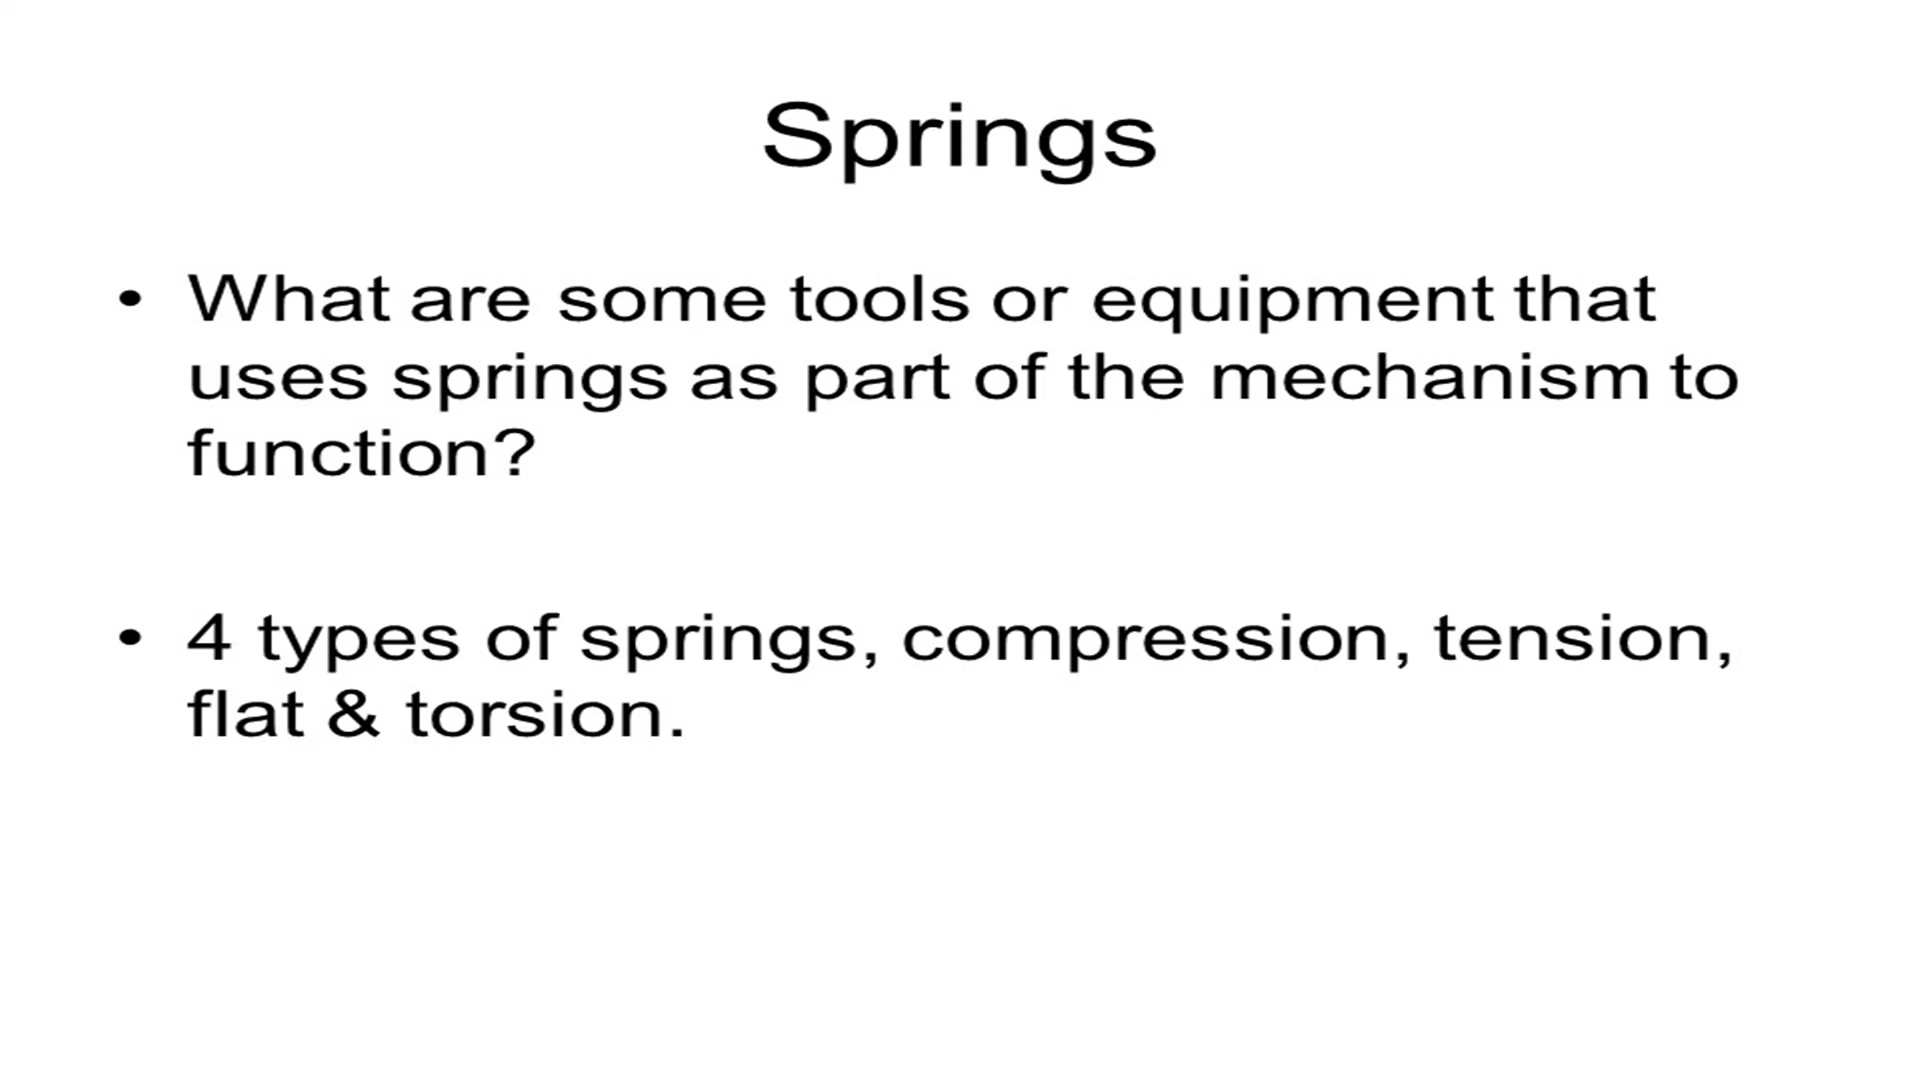 Springs
• What are some tools or equipment that
uses springs as part of the mechanism to
function?
• 4 types of springs, compression, tension,
flat & torsion.